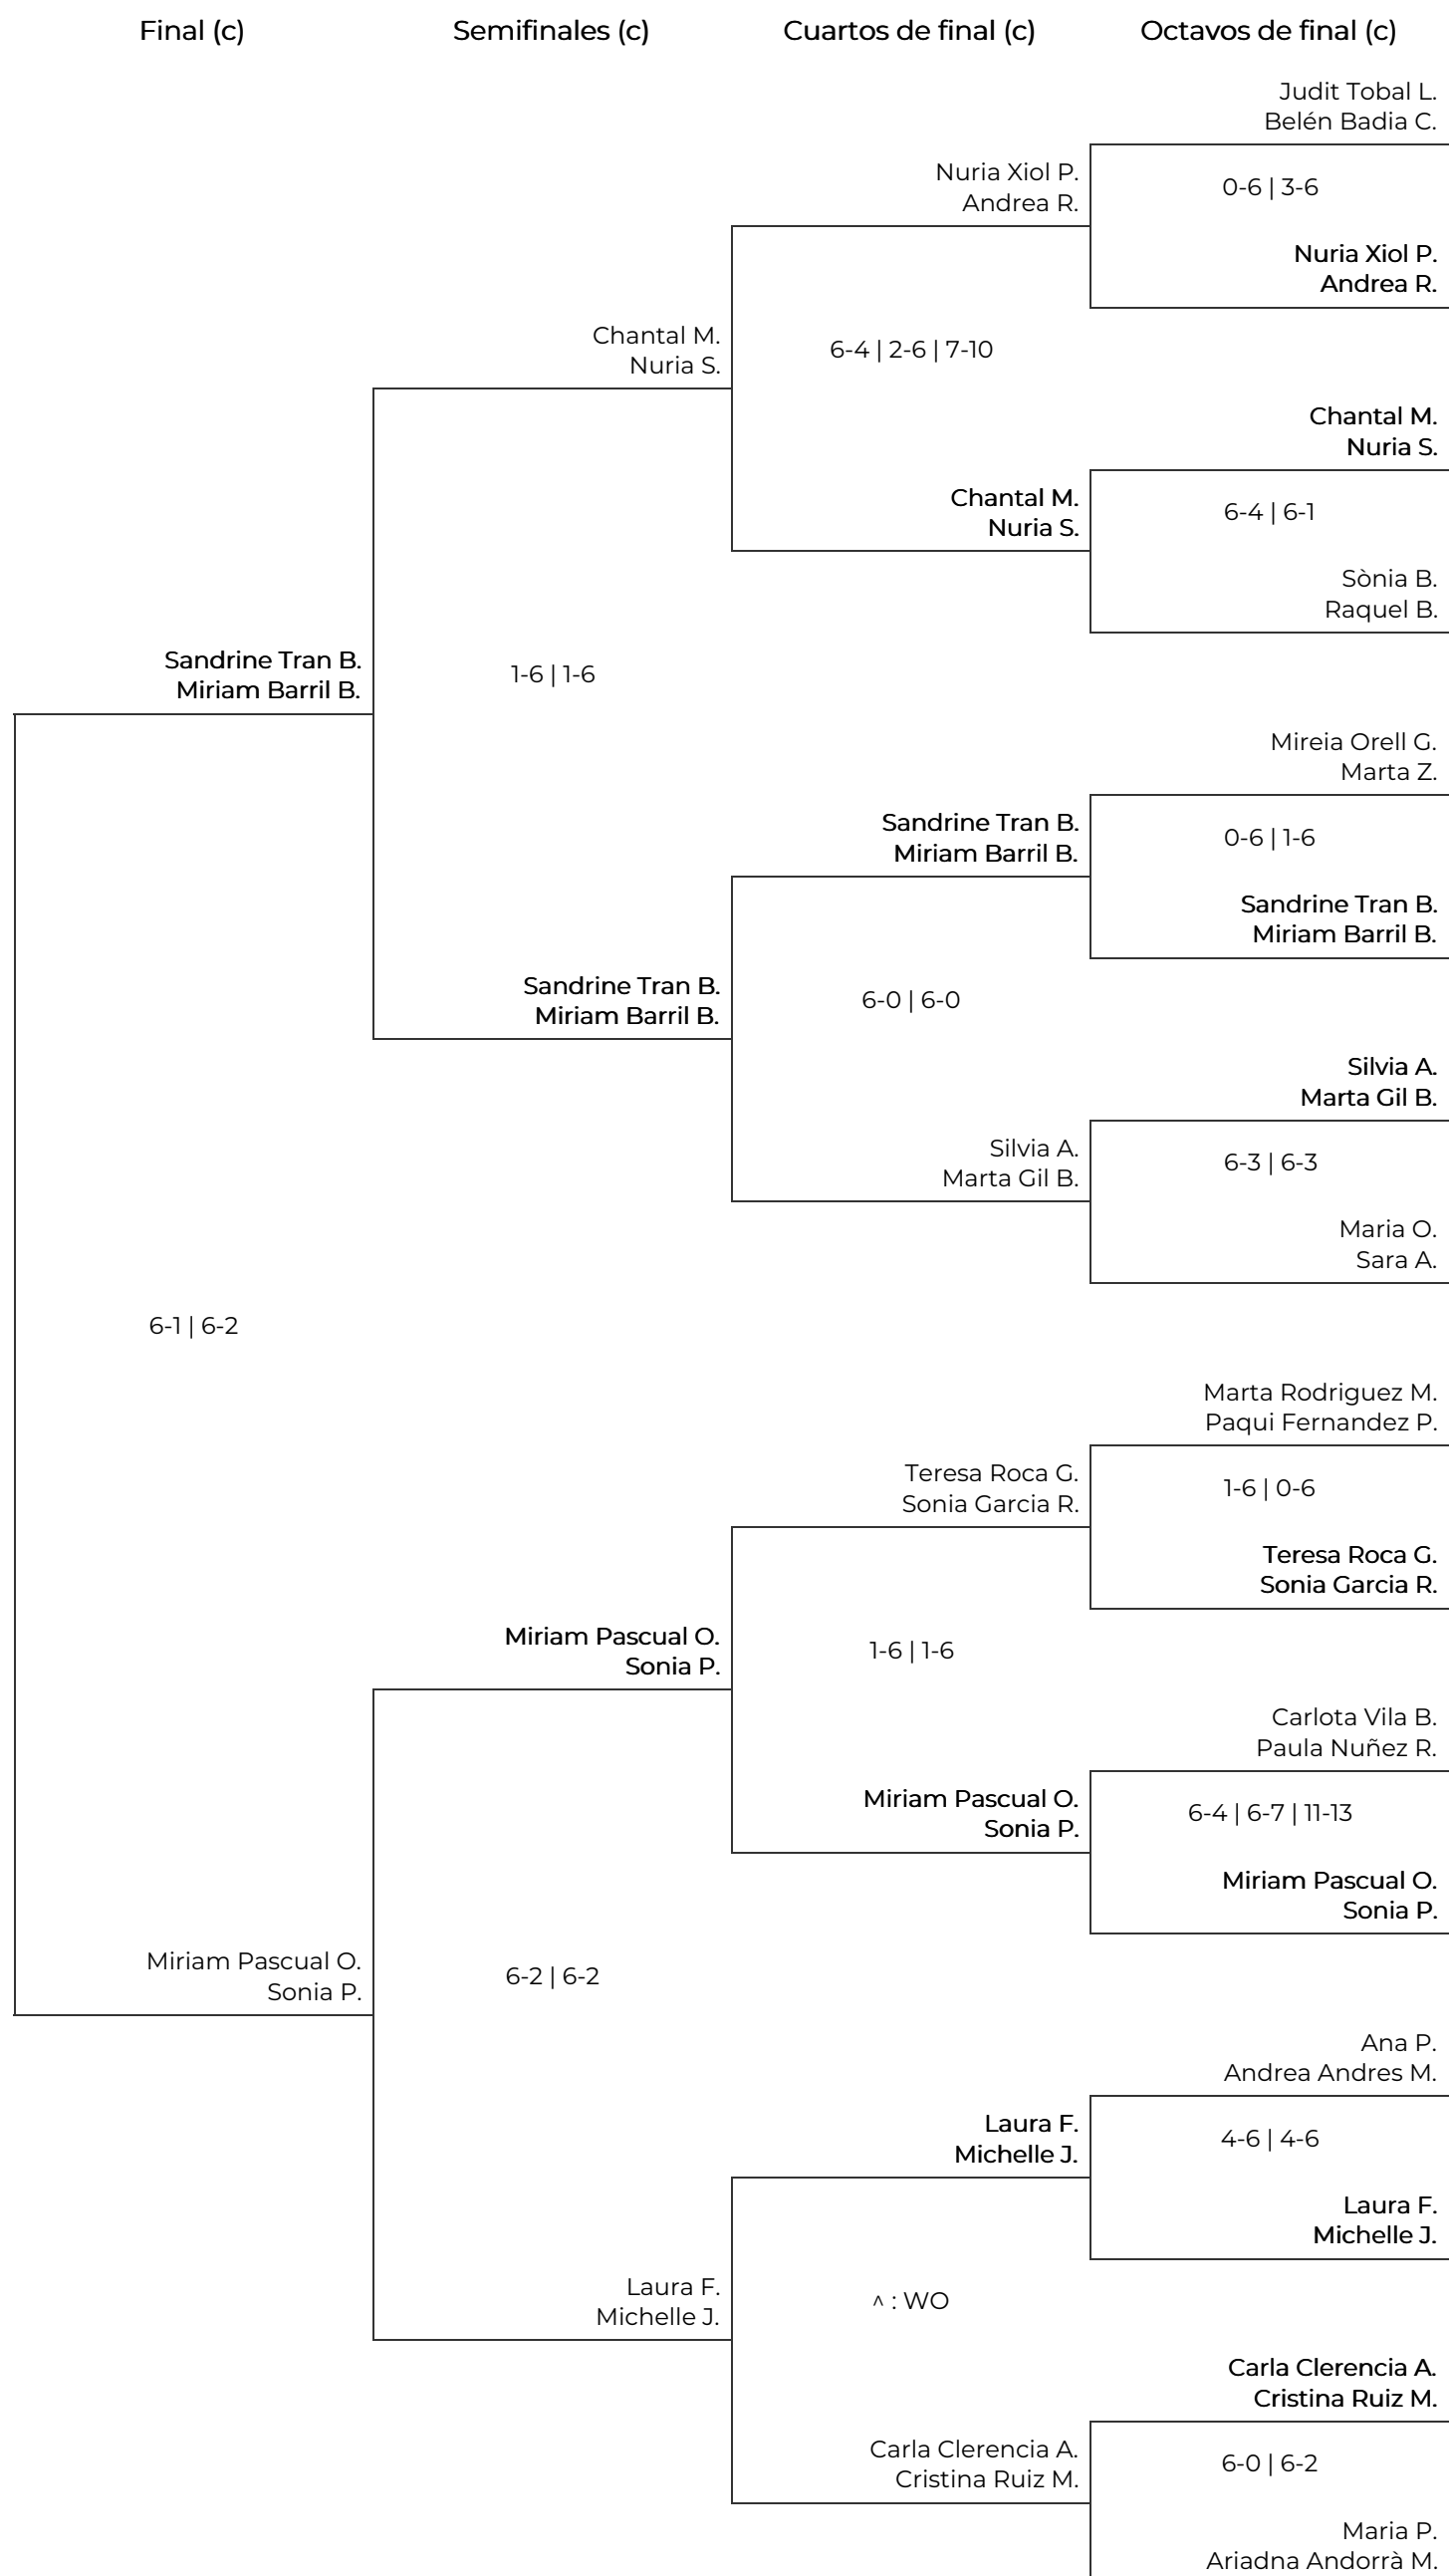 Final (c)
Semifinales (c)
Cuartos de final (c)
Octavos de final (c)
Judit Tobal L.
Belén Badia C.
Nuria Xiol P.
Andrea R.
0-6 | 3-6
Nuria Xiol P.
Andrea R.
Chantal M.
Nuria S.
6-4 | 2-6 | 7-10
Chantal M.
Nuria S.
Chantal M.
Nuria S.
6-4 | 6-1
Sònia B.
Raquel B.
Sandrine Tran B.
Miriam Barril B.
1-6 | 1-6
Mireia Orell G.
Marta Z.
Sandrine Tran B.
Miriam Barril B.
0-6 | 1-6
Sandrine Tran B.
Miriam Barril B.
Sandrine Tran B.
Miriam Barril B.
6-0 | 6-0
Silvia A.
Marta Gil B.
Silvia A.
Marta Gil B.
6-3 | 6-3
Maria O.
Sara A.
6-1 | 6-2
Marta Rodriguez M.
Paqui Fernandez P.
Teresa Roca G.
Sonia Garcia R.
1-6 | 0-6
Teresa Roca G.
Sonia Garcia R.
Miriam Pascual O.
Sonia P.
1-6 | 1-6
Carlota Vila B.
Paula Nuñez R.
Miriam Pascual O.
Sonia P.
6-4 | 6-7 | 11-13
Miriam Pascual O.
Sonia P.
Miriam Pascual O.
Sonia P.
6-2 | 6-2
Ana P.
Andrea Andres M.
Laura F.
Michelle J.
4-6 | 4-6
Laura F.
Michelle J.
Laura F.
Michelle J.
^ : WO
Carla Clerencia A.
Cristina Ruiz M.
Carla Clerencia A.
Cristina Ruiz M.
6-0 | 6-2
Maria P.
Ariadna Andorrà M.